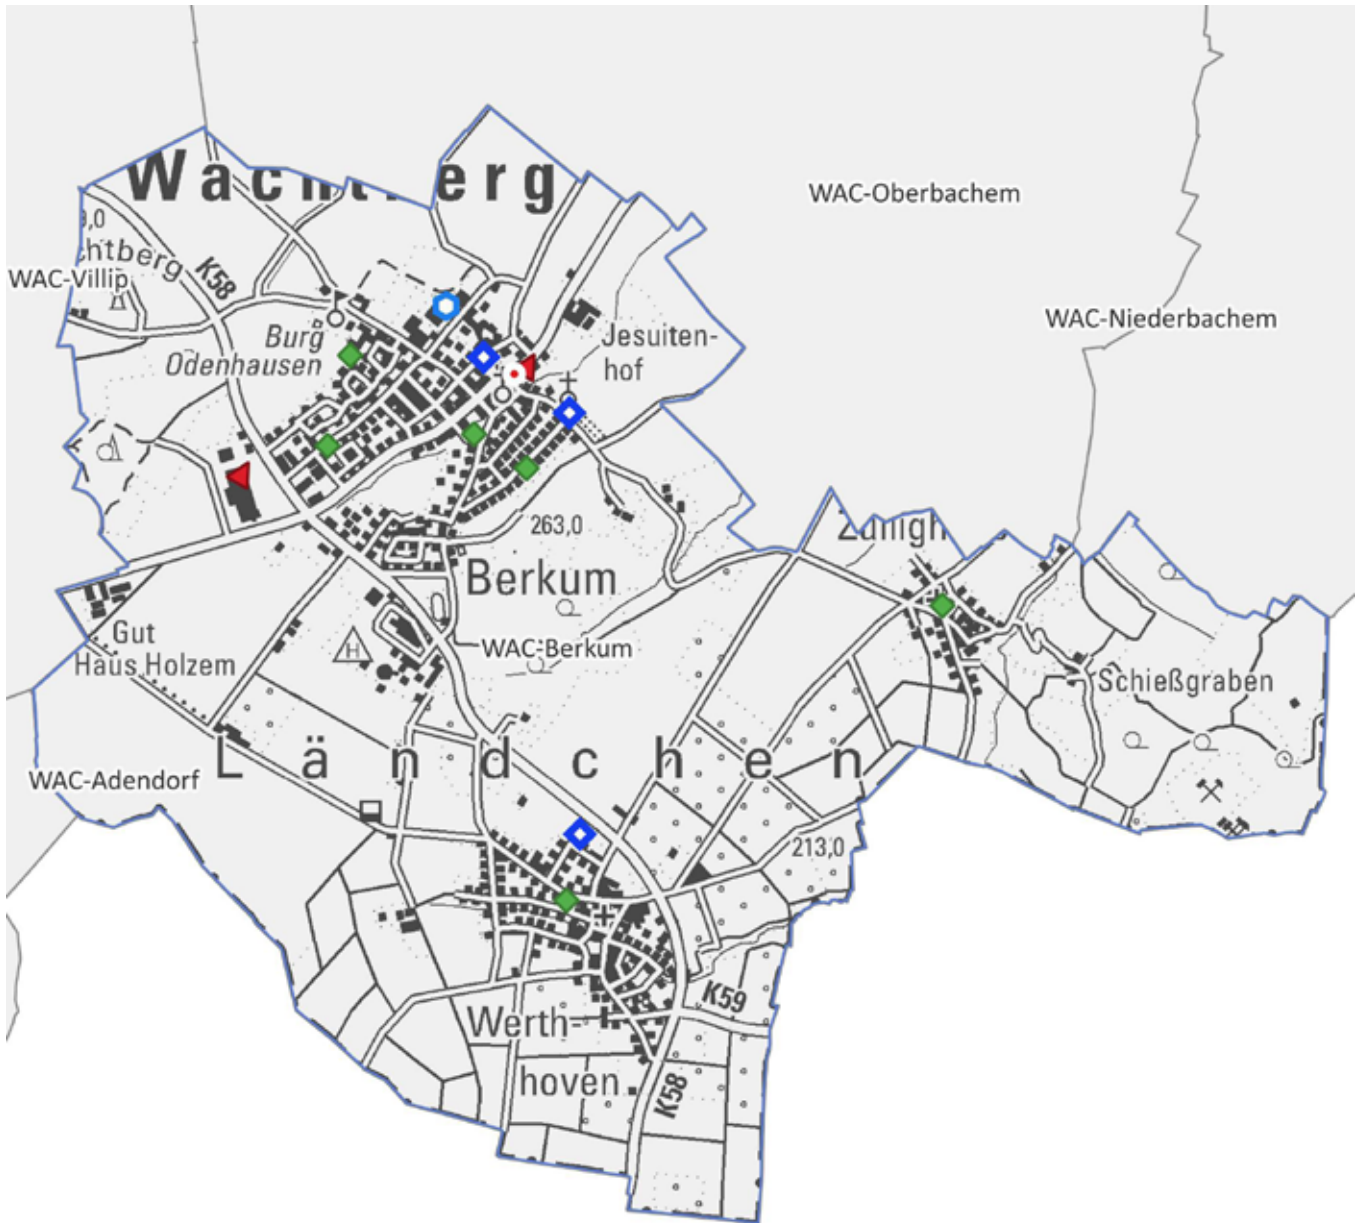 WAC-Oberbachem
WAC-Villip
K58
WAC-Niederbachem
Burg
Odenhausen
Jesuiten-
hof
263,0
Berkum
Gut
Haus Holzem
H
WAC-Berkum
Schießgraben
Ländchen
WAC-Adendorf
213,0
K59
Werth-
hoven
K58